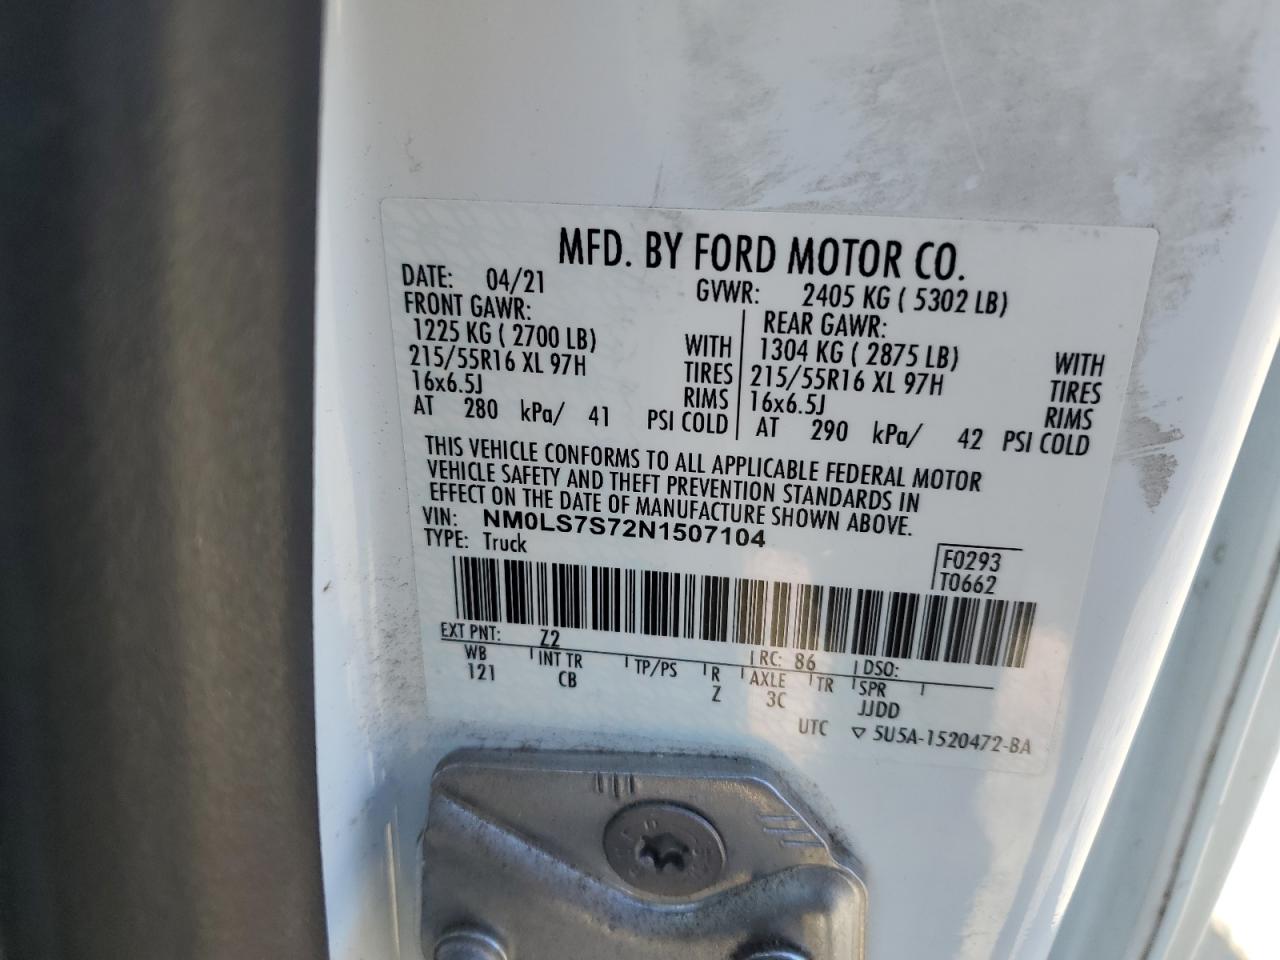 MFD. BY FORD MOTOR CO.
DATE: 04/21 GVWR: 2405 KG ( 5302 LB)
FRONT GAWR: REAR GAWR:
1225 KG ( 2700 LB) WITH 1304 KG ( 2875 LB) WITH
215/55R16 XL 97H TIRES 215/55R16 XL 97H TIRES
16x6.5J RIMS 16x6.5J RIMS
AT 280 kPa/ 41 PSI COLD AT 290 kPa/ 42 PSI COLD
THIS VEHICLE CONFORMS TO ALL APPLICABLE FEDERAL MOTOR
VEHICLE SAFETY AND THEFT PREVENTION STANDARDS IN
EFFECT ON THE DATE OF MANUFACTURE SHOWN ABOVE.
VIN: NM0LS7S72N1507104
TYPE: Truck
F0293
T0662
EXT PNT: Z2 RC: 86 DSO:
WB INT TR TP/PS R AXLE TR SPR
121 CB Z 3C JJDD
UTC ▽ 5U5A-1520472-BA